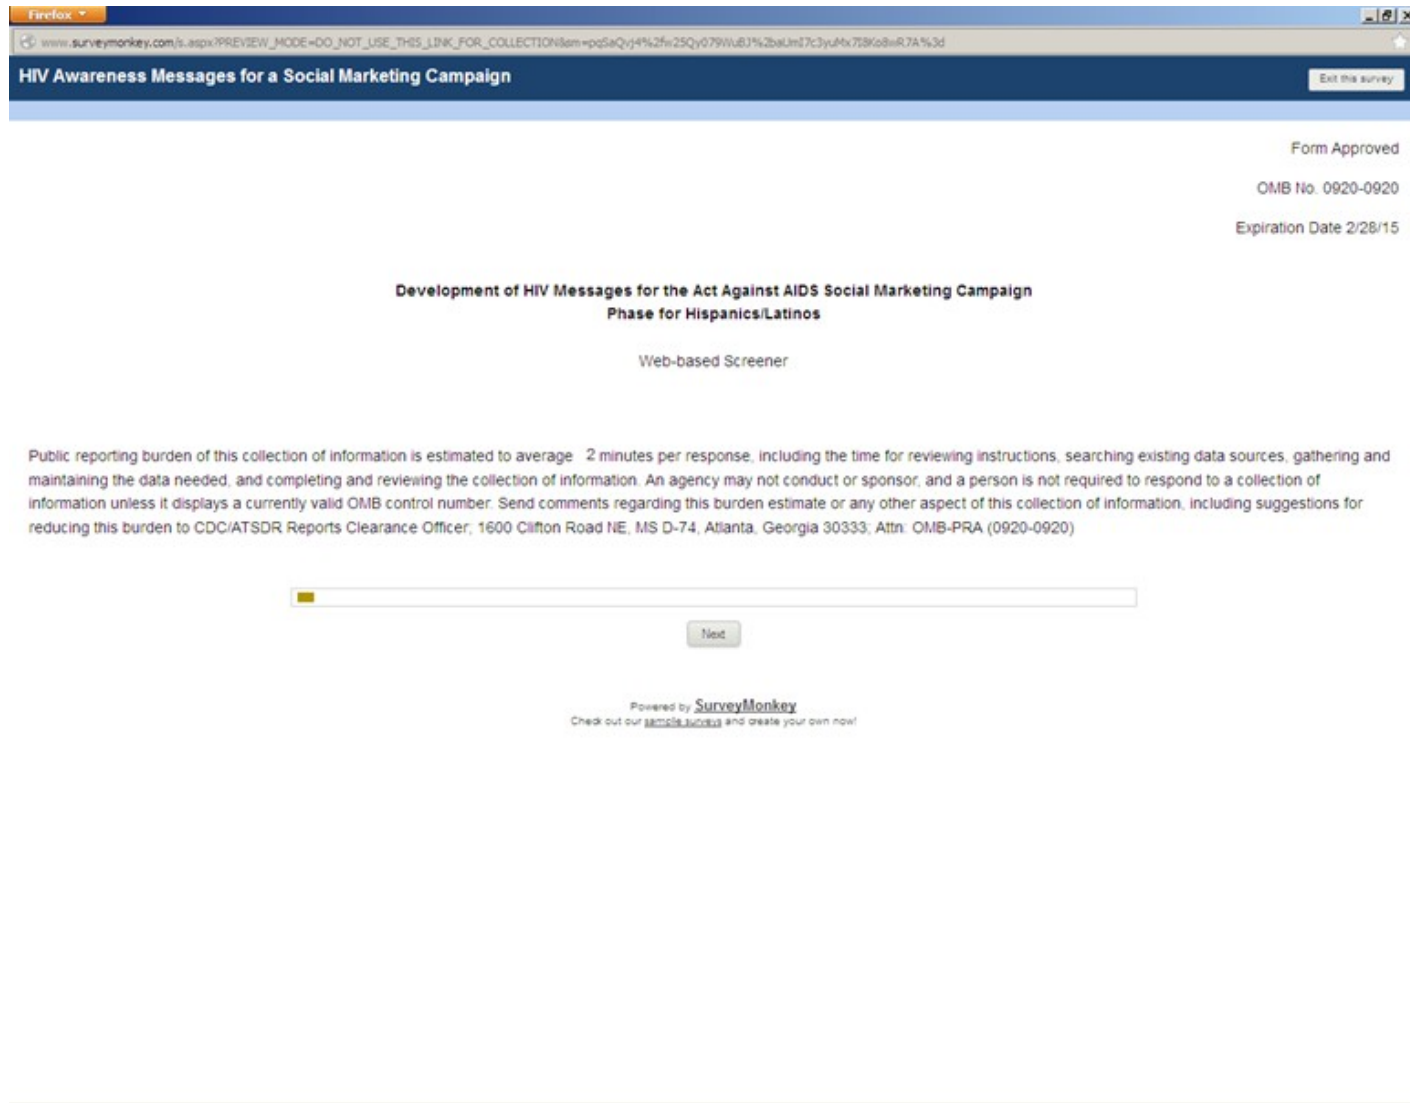 Firefox
www.surveymonkey.com/s.aspx?PREVIEW_MODE=DO_NOT_USE_THIS_LINK_FOR_COLLECTION&sm=
HIV Awareness Messages for a Social Marketing Campaign
Exit this survey
Form Approved
OMB No. 0920-0920
Expiration Date 2/28/15
Development of HIV Messages for the Act Against AIDS Social Marketing Campaign
Phase for Hispanics/Latinos
Web-based Screener
Public reporting burden of this collection of information is estimated to average 2 minutes per response, including the time for reviewing instructions, searching existing data sources, gathering and
maintaining the data needed, and completing and reviewing the collection of information. An agency may not conduct or sponsor, and a person is not required to respond to a collection of
information unless it displays a currently valid OMB control number. Send comments regarding this burden estimate or any other aspect of this collection of information, including suggestions for
reducing this burden to CDC/ATSDR Reports Clearance Officer; 1600 Clifton Road NE, MS D-74, Atlanta, Georgia 30333; Attn: OMB-PRA (0920-0920)
Next
Powered by SurveyMonkey
Check out our sample surveys and create your own now!